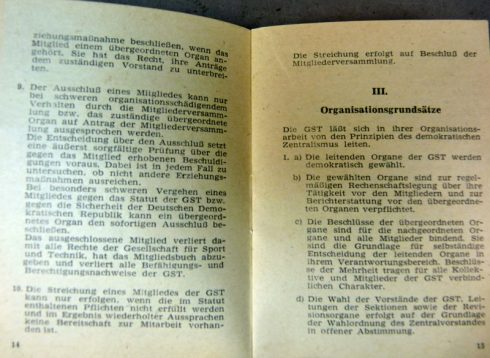 ziehungsmaßnahme beschließen, wenn das
Mitglied einem übergeordneten Organ an-
gehört. Sie hat das Recht, ihre Anträge
dem zuständigen Vorstand zu unterbrei-
ten.
9. Der Ausschluß eines Mitgliedes kann nur
bei schweren organisationsschädigenden
Verhalten durch die Mitgliederversamm-
lung bzw. das zuständige übergeordnete
Organ auf Antrag der Mitgliederversamm-
lung ausgesprochen werden.
Die Entscheidung über den Ausschluß setzt
eine äußerst sorgfältige Prüfung über die
gegen das Mitglied erhobenen Beschuldi-
gungen voraus. Dabei ist in jedem Fall zu
untersuchen, ob nicht andere Erziehungs-
maßnahmen ausreichen.
Bei besonders schweren Vergehen eines
Mitgliedes gegen das Statut der GST bzw.
gegen die Sicherheit der Deutschen Demo-
kratischen Republik kann ein übergeord-
netes Organ den sofortigen Ausschluß be-
schließen.
Das ausgeschlossene Mitglied verliert da-
mit alle Rechte der Gesellschaft für Sport
und Technik, hat das Mitgliedsbuch abzu-
geben und verliert alle Befähigungs- und
Berechtigungsnachweise der GST.
10. Die Streichung eines Mitgliedes der GST
kann nur erfolgen, wenn die im Statut
enthaltenen Pflichten nicht erfüllt werden
und im Ergebnis wiederholter Aussprachen
keine Bereitschaft zur Mitarbeit vorhan-
den ist.
14
Die Streichung erfolgt auf Beschluß der
Mitgliederversammlung.
III.
Organisationsgrundsätze
Die GST läßt sich in ihrer Organisations-
arbeit von den Prinzipien des demokratischen
Zentralismus leiten.
1. a) Die leitenden Organe der GST werden
demokratisch gewählt.
b) Die gewählten Organe sind zur regel-
mäßigen Rechenschaftslegung über ihre
Tätigkeit vor den Mitgliedern und zur
Berichterstattung vor den übergeordne-
ten Organen verpflichtet.
c) Die Beschlüsse der übergeordneten Or-
gane sind für die nachgeordneten Organe
und alle Mitglieder bindend. Sie
sind die Grundlage für selbständige
Entscheidung der leitenden Organe in
ihrem Verantwortungsbereich. Beschlüs-
se der Mehrheit tragen für alle Kollek-
tive und Mitglieder der GST verbind-
lichen Charakter.
d) Die Wahl der Vorstände der GST, Lei-
tungen der Sektionen sowie der Revi-
sionsorgane erfolgt auf der Grundlage
der Wahlordnung des Zentralvorstandes
in offener Abstimmung.
15